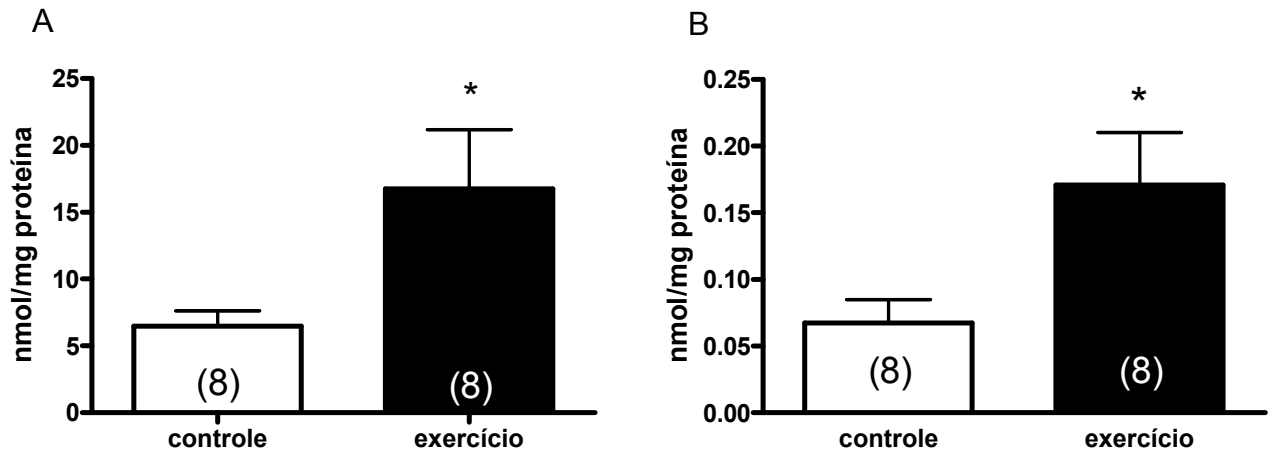 A
nmol/mg proteína
25
20
15
10
5
0
*
(8)
(8)
controle
exercício
B
nmol/mg proteína
0.25
0.20
0.15
0.10
0.05
0.00
*
(8)
(8)
controle
exercício